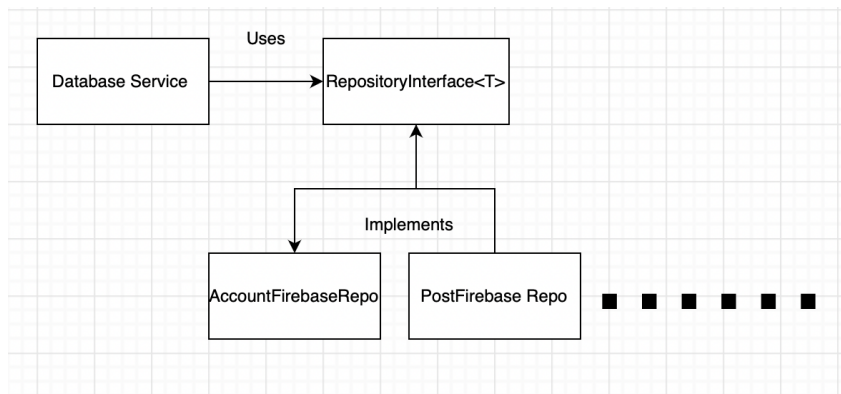 Uses
Database Service
RepositoryInterface<T>
Implements
AccountFirebaseRepo
PostFirebase Repo